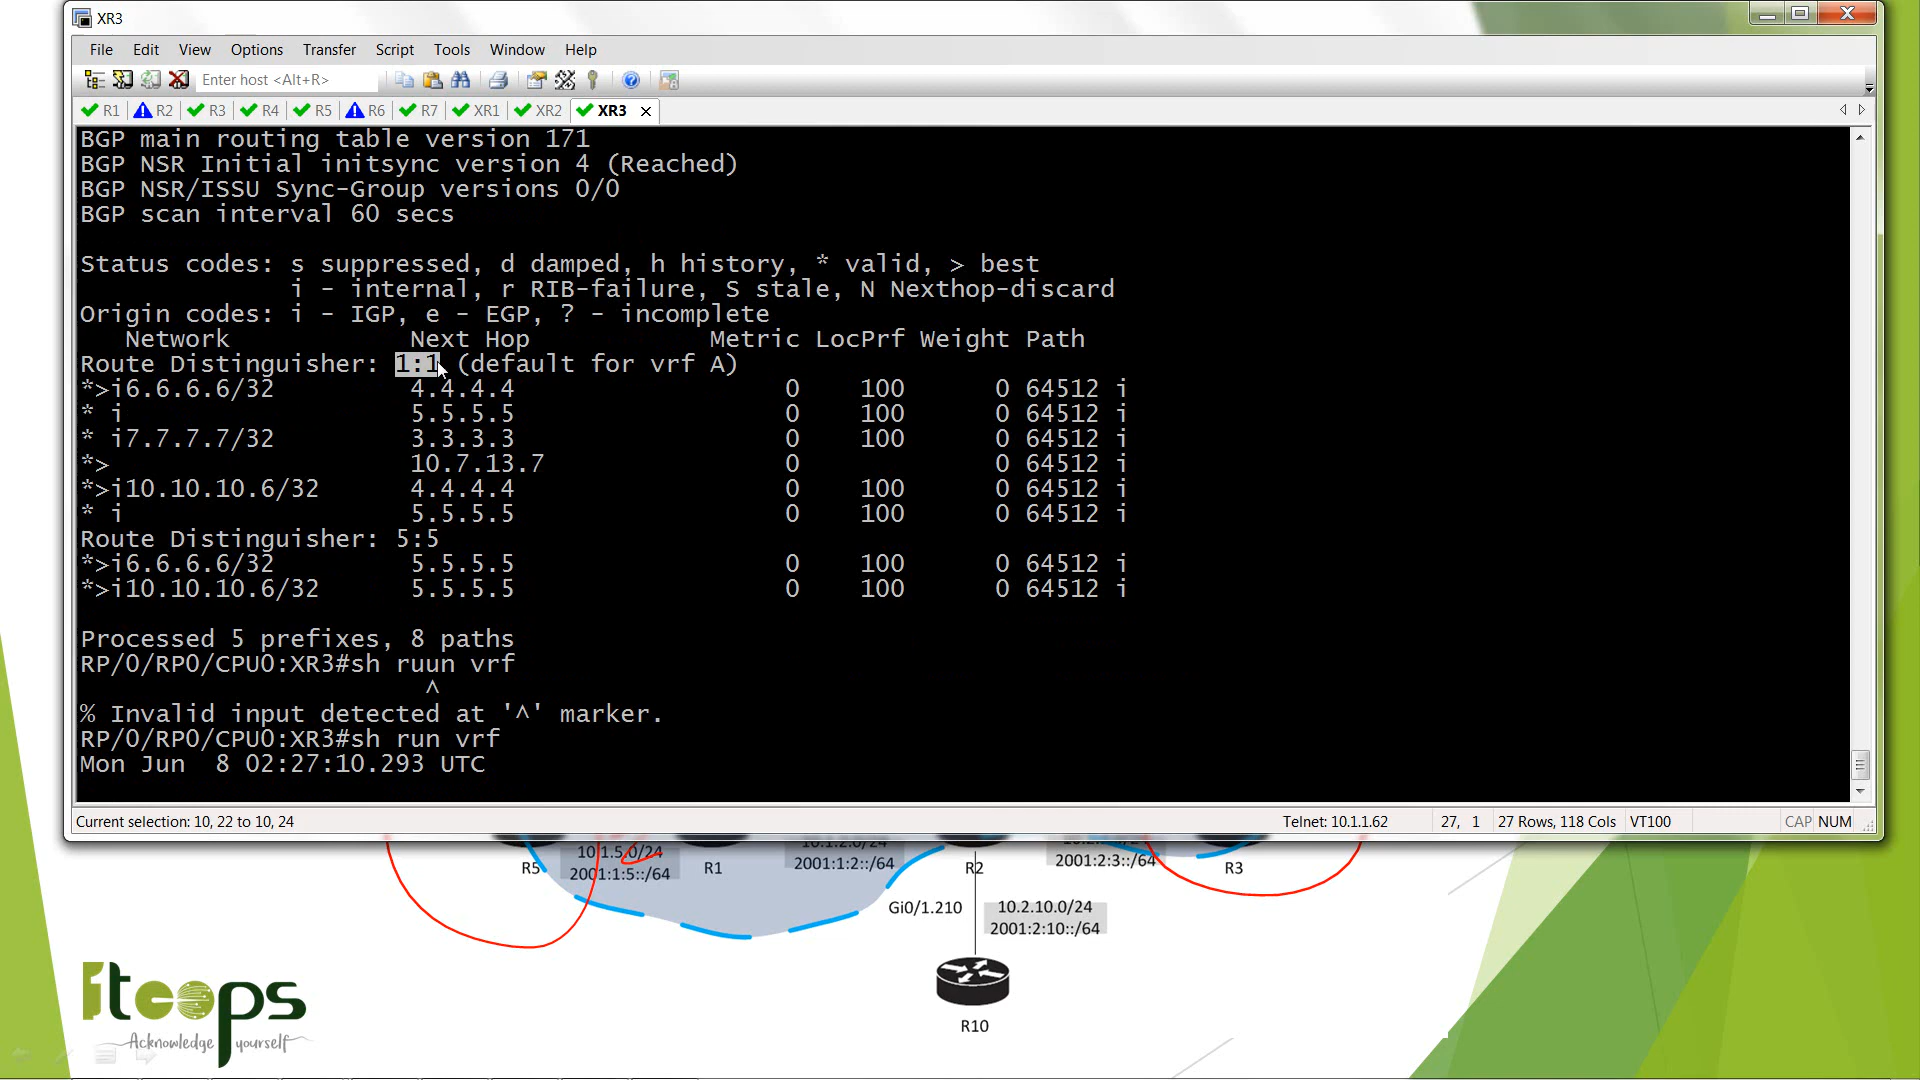 XR3
File Edit View Options Transfer Script Tools Window Help
Enter host <Alt+R>
R1 R2 R3 R4 R5 R6 R7 XR1 XR2 XR3
BGP main routing table version 171
BGP NSR Initial initsync version 4 (Reached)
BGP NSR/ISSU Sync-Group versions 0/0
BGP scan interval 60 secs
Status codes: s suppressed, d damped, h history, * valid, > best
i - internal, r RIB-failure, S stale, N Nexthop-discard
Origin codes: i - IGP, e - EGP, ? - incomplete
Network Next Hop Metric LocPrf Weight Path
Route Distinguisher: 1:1 (default for vrf A)
*>i6.6.6.6/32 4.4.4.4 0 100 0 64512 i
* i 5.5.5.5 0 100 0 64512 i
* i7.7.7.7/32 3.3.3.3 0 100 0 64512 i
*> 10.7.13.7 0 0 64512 i
*>i10.10.10.6/32 4.4.4.4 0 100 0 64512 i
* i 5.5.5.5 0 100 0 64512 i
Route Distinguisher: 5:5
*>i6.6.6.6/32 5.5.5.5 0 100 0 64512 i
*>i10.10.10.6/32 5.5.5.5 0 100 0 64512 i
Processed 5 prefixes, 8 paths
RP/0/RP0/CPU0:XR3#sh ruun vrf
^
% Invalid input detected at '^' marker.
RP/0/RP0/CPU0:XR3#sh run vrf
Mon Jun 8 02:27:10.293 UTC
Current selection: 10, 22 to 10, 24 Telnet: 10.1.1.62 27, 1 27 Rows, 118 Cols VT100 CAP NUM
10.1.5.0/24 10.1.2.0/24
2001:1:5::/64 2001:1:2::/64 2001:2:3::/64
R5 R1 R2 R3
Gi0/1.210 10.2.10.0/24
2001:2:10::/64
R10
itcops
Acknowledge yourself